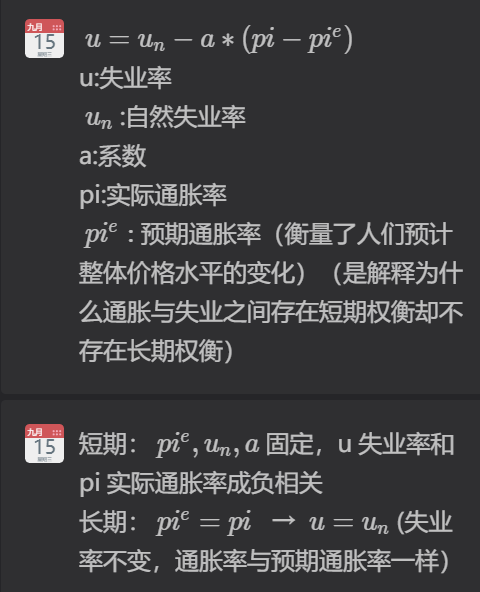 九月
15
星期三
u = u_n − a ∗ (pi − pi^e)
u:失业率
u_n :自然失业率
a:系数
pi:实际通胀率
pi^e : 预期通胀率（衡量了人们预计
整体价格水平的变化）（是解释为什
么通胀与失业之间存在短期权衡却不
存在长期权衡）
九月
15
星期三
短期： pi^e, u_n, a 固定，u 失业率和
pi 实际通胀率成负相关
长期： pi^e = pi → u = u_n (失业
率不变，通胀率与预期通胀率一样）